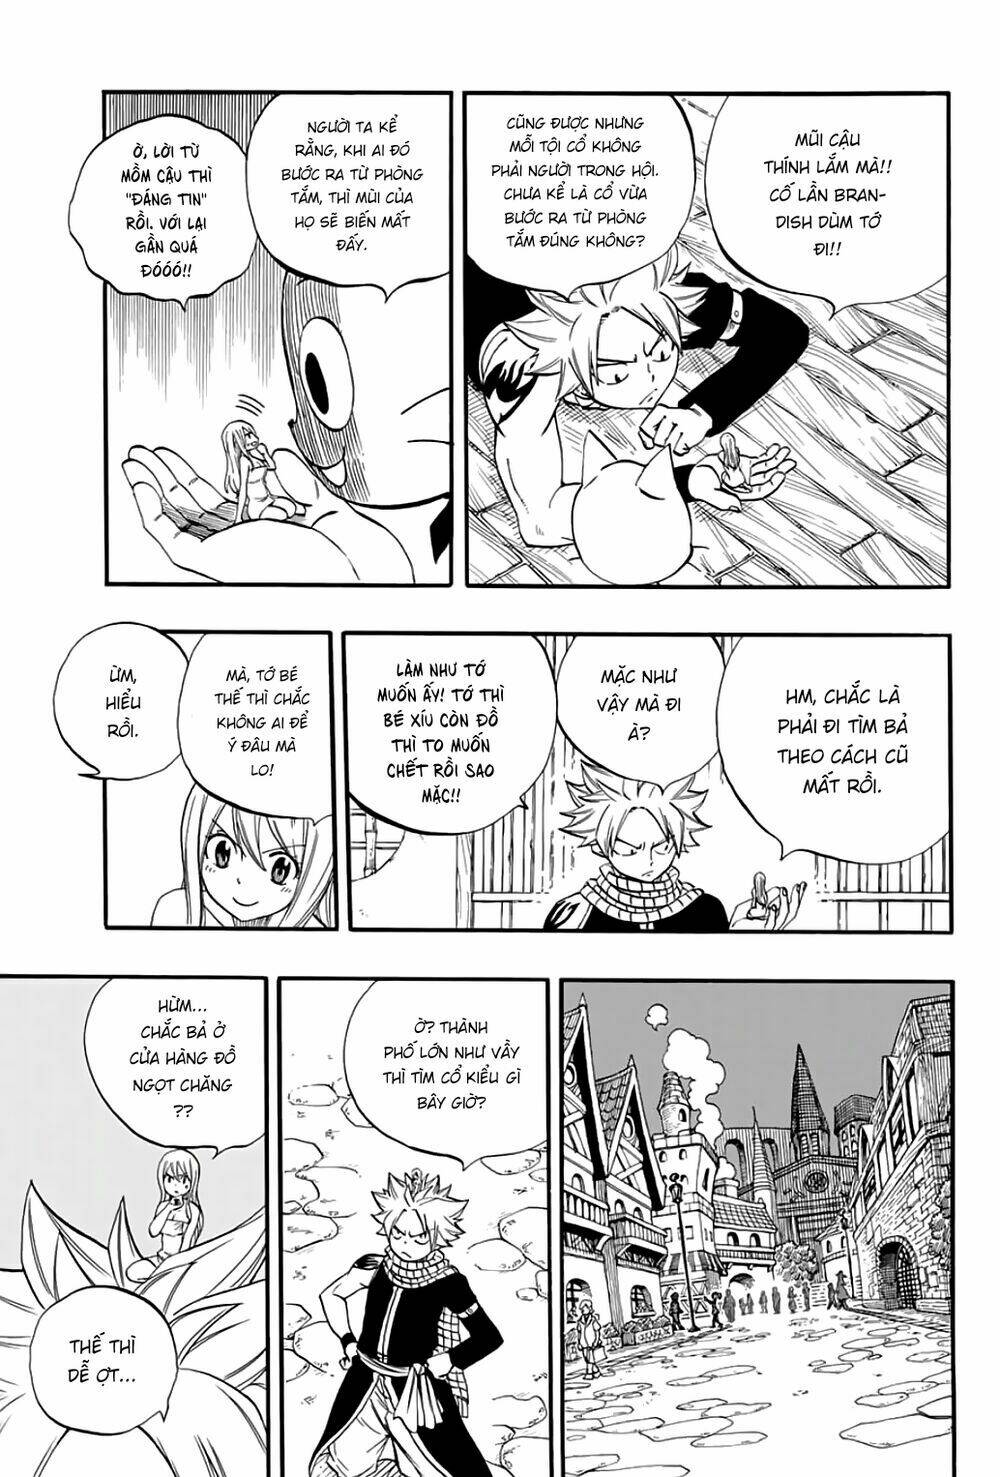 MŨI CẬU
THÍNH LẮM MÀ!!
CỐ LẦN BRAN-
DISH DÙM TỚ
ĐI!!
CŨNG ĐƯỢC NHƯNG
MỖI TỘI CỔ KHÔNG
PHẢI NGƯỜI TRONG HỘI.
CHƯA KỂ LÀ CỔ VỪA
BƯỚC RA TỪ PHÒNG
TẮM ĐÚNG KHÔNG?
NGƯỜI TA KỂ
RẰNG, KHI AI ĐÓ
BƯỚC RA TỪ PHÒNG
TẮM, THÌ MÙI CỦA
HỌ SẼ BIẾN MẤT
ĐẤY.
Ờ, LỜI TỪ
MỒM CẬU THÌ
"ĐÁNG TIN"
RỒI. VỚI LẠI
GẦN QUÁ
ĐÓÓÓ!!
HM, CHẮC LÀ
PHẢI ĐI TÌM BẢ
THEO CÁCH CŨ
MẤT RỒI.
MẶC NHƯ
VẬY MÀ ĐI
À?
LÀM NHƯ TỚ
MUỐN ẤY! TỚ THÌ
BÉ XÍU CÒN ĐỒ
THÌ TO MUỐN
CHẾT RỒI SAO
MẶC!!
MÀ, TỚ BÉ
THẾ THÌ CHẮC
KHÔNG AI ĐỂ
Ý ĐÂU MÀ
LO!
ỪM,
HIỂU
RỒI.
Ờ? THÀNH
PHỐ LỚN NHƯ VẦY
THÌ TÌM CỔ KIỂU GÌ
BÂY GIỜ?
HỪM...
CHẮC BẢ Ở
CỬA HÀNG ĐỒ
NGỌT CHĂNG
??
THẾ THÌ
DỄ ỢT...